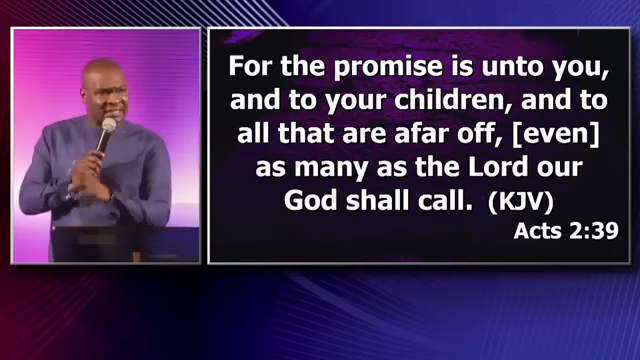 For the promise is unto you,
and to your children, and to
all that are afar off, [even]
as many as the Lord our
God shall call. (KJV)
Acts 2:39